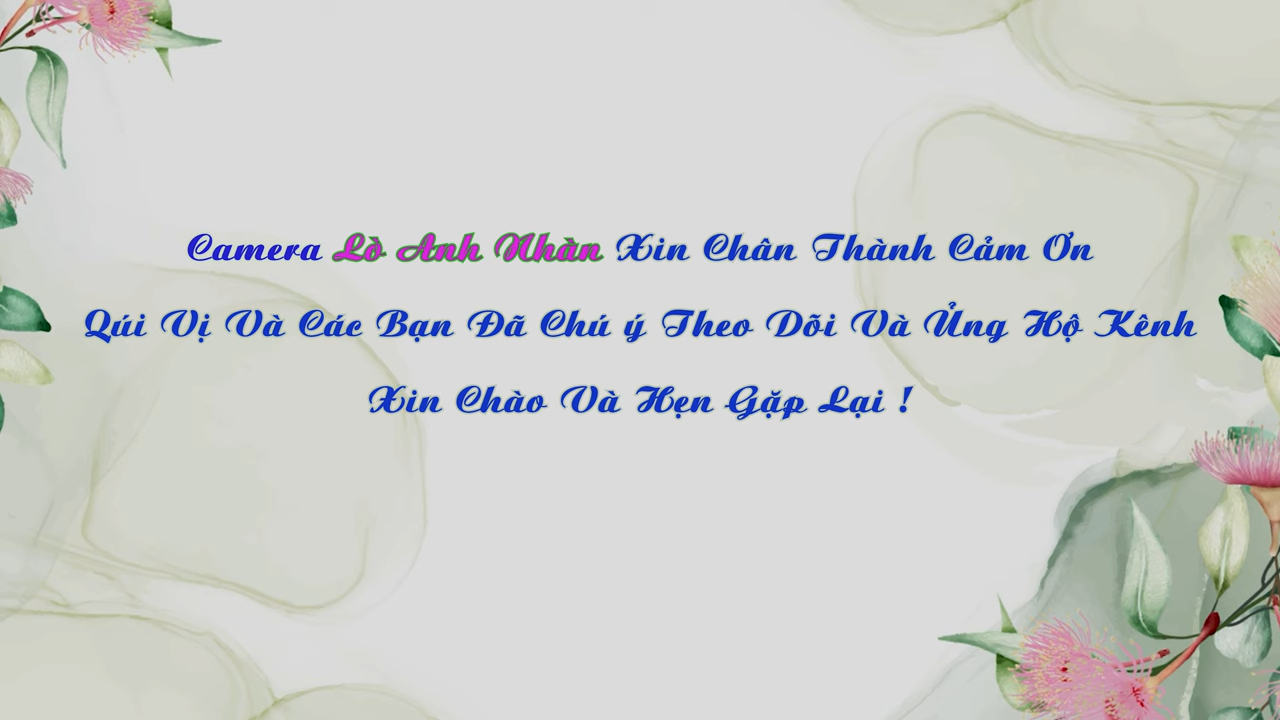 Camera Lò Anh Nhàn Xin Chân Thành Cảm Ơn
Qúi Vị Và Các Bạn Đã Chú ý Theo Dõi Và Ủng Hộ Kênh
Xin Chào Và Hẹn Gặp Lại !